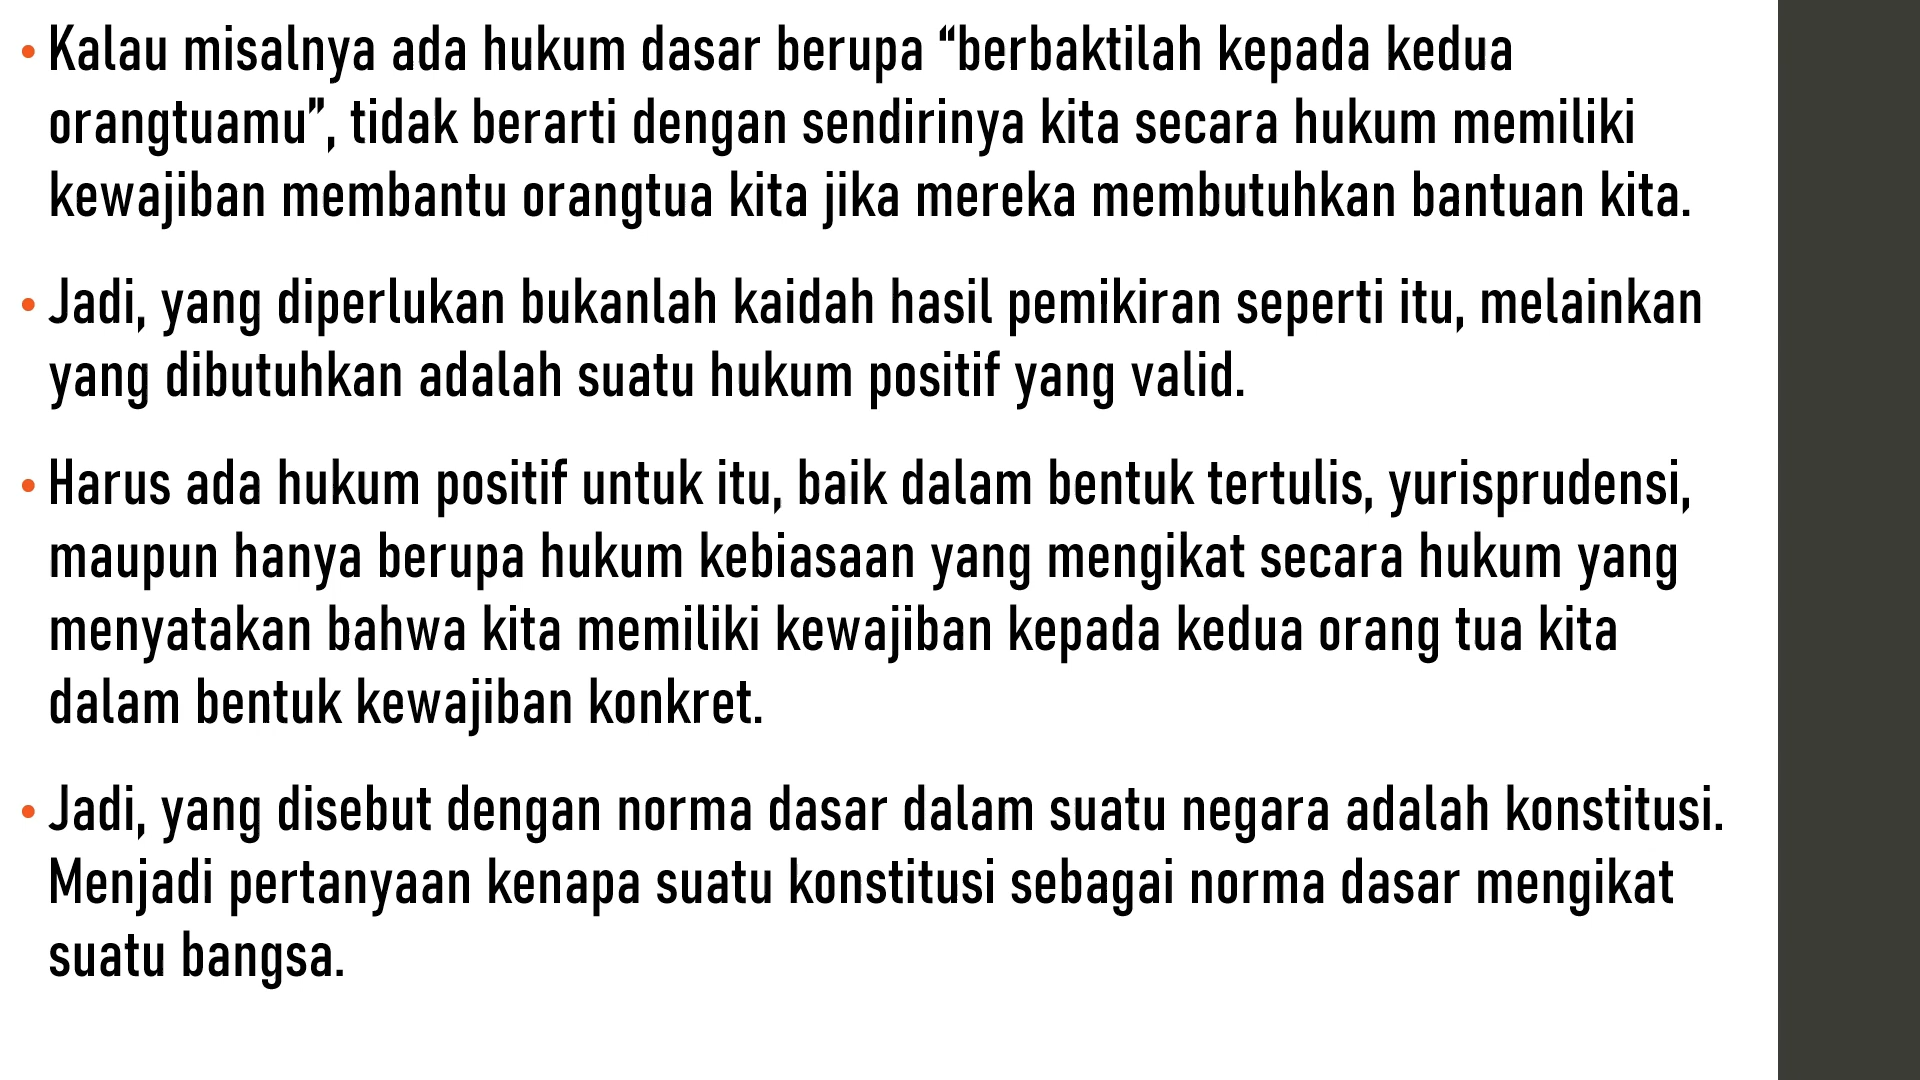 • Kalau misalnya ada hukum dasar berupa “berbaktilah kepada kedua
orangtuamu”, tidak berarti dengan sendirinya kita secara hukum memiliki
kewajiban membantu orangtua kita jika mereka membutuhkan bantuan kita.
• Jadi, yang diperlukan bukanlah kaidah hasil pemikiran seperti itu, melainkan
yang dibutuhkan adalah suatu hukum positif yang valid.
• Harus ada hukum positif untuk itu, baik dalam bentuk tertulis, yurisprudensi,
maupun hanya berupa hukum kebiasaan yang mengikat secara hukum yang
menyatakan bahwa kita memiliki kewajiban kepada kedua orang tua kita
dalam bentuk kewajiban konkret.
• Jadi, yang disebut dengan norma dasar dalam suatu negara adalah konstitusi.
Menjadi pertanyaan kenapa suatu konstitusi sebagai norma dasar mengikat
suatu bangsa.